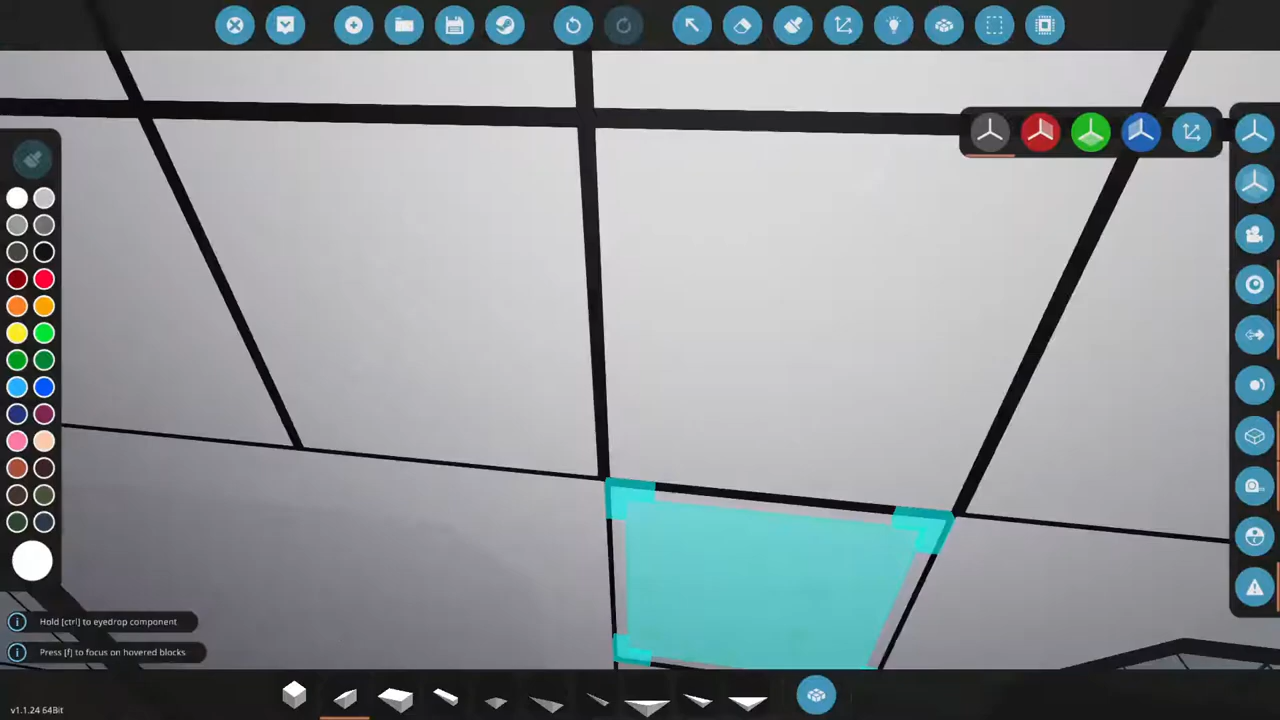 Hold [ctrl] to eyedrop component
Press [f] to focus on hovered blocks
v1.1.24 64Bit